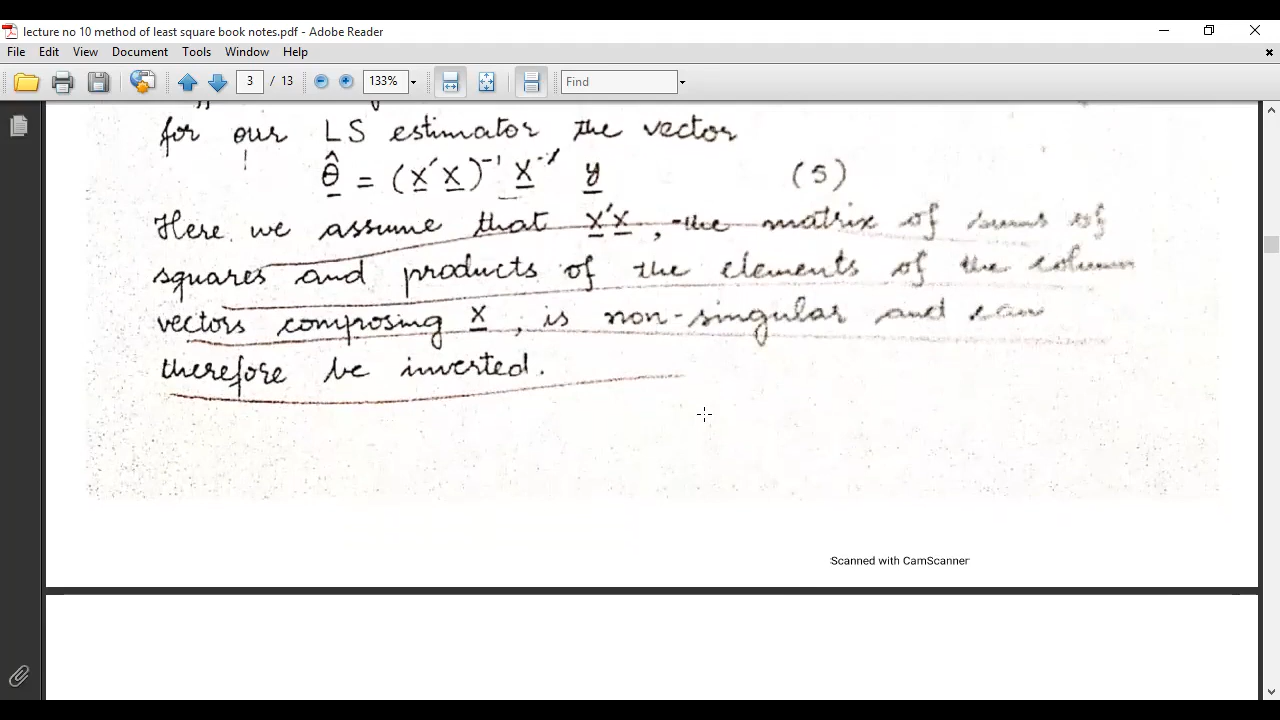 lecture no 10 method of least square book notes.pdf - Adobe Reader
File Edit View Document Tools Window Help
3 / 13 133% Find
for our LS estimator the vector
θ̂ = (X'X)⁻¹ X⁻' y (5)
Here we assume that X'X, the matrix of sums of
squares and products of the elements of the column
vectors composing X, is non-singular and can
therefore be inverted.
Scanned with CamScanner